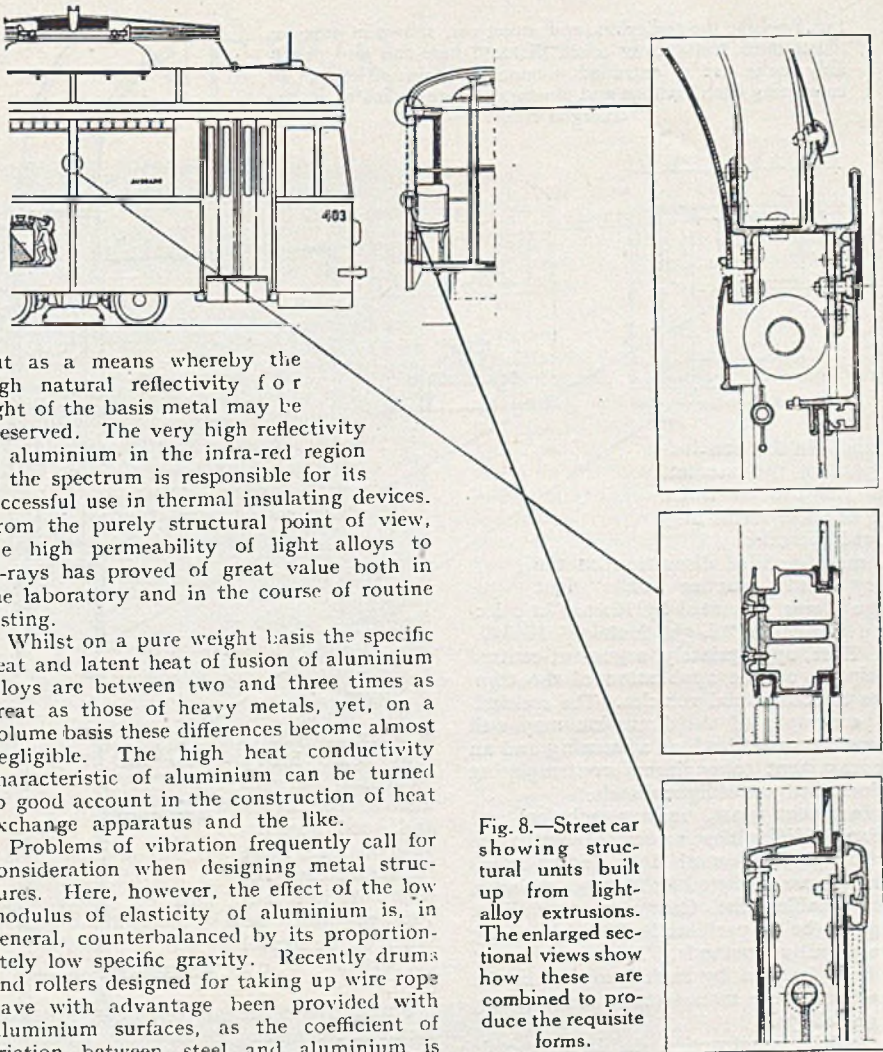 403
ut as a means whereby the
gh natural reflectivity for
ght of the basis metal may be
eserved. The very high reflectivity
aluminium in the infra-red region
the spectrum is responsible for its
ccessful use in thermal insulating devices.
rom the purely structural point of view,
e high permeability of light alloys to
-rays has proved of great value both in
ne laboratory and in the course of routine
sting.
Whilst on a pure weight basis the specific
eat and latent heat of fusion of aluminium
lloys are between two and three times as
reat as those of heavy metals, yet, on a
olume basis these differences become almost
egligible. The high heat conductivity
haracteristic of aluminium can be turned
o good account in the construction of heat
xchange apparatus and the like.
Problems of vibration frequently call for
onsideration when designing metal struc-
ures. Here, however, the effect of the low
modulus of elasticity of aluminium is, in
eneral, counterbalanced by its proportion-
tely low specific gravity. Recently drums
nd rollers designed for taking up wire rope
ave with advantage been provided with
aluminium surfaces, as the coefficient of
riction between steel and aluminium is
Fig. 8.—Street car
showing struc-
tural units built
up from light-
alloy extrusions.
The enlarged sec-
tional views show
how these are
combined to pro-
duce the requisite
forms.